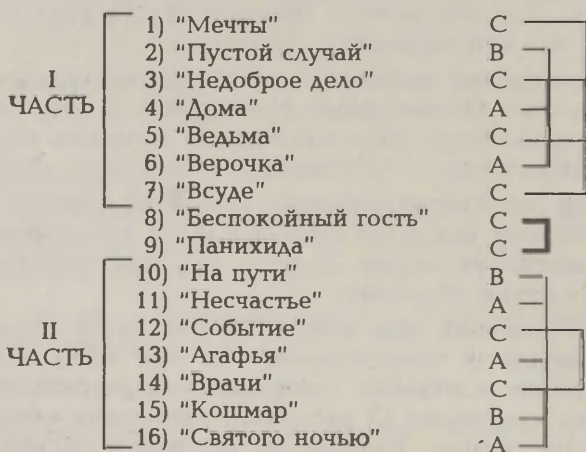 1) "Мечты" С
2) "Пустой случай" В
I 3) "Недоброе дело" С
ЧАСТЬ 4) "Дома" А
5) "Ведьма" С
6) "Верочка" А
7) "Всуде" С
8) "Беспокойный гость" С
9) "Панихида" С
10) "На пути" В
11) "Несчастье" А
II 12) "Событие" С
ЧАСТЬ 13) "Агафья" А
14) "Врачи" С
15) "Кошмар" В
16) "Святого ночью" А